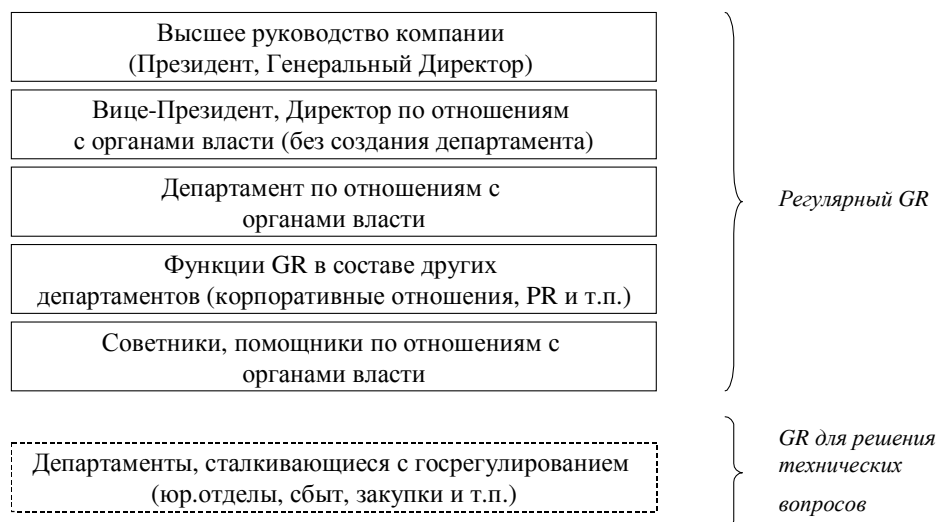 Высшее руководство компании
(Президент, Генеральный Директор)
Вице-Президент, Директор по отношениям
с органами власти (без создания департамента)
Департамент по отношениям с
органами власти
Функции GR в составе других
департаментов (корпоративные отношения, PR и т.п.)
Советники, помощники по отношениям с
органами власти
Регулярный GR
Департаменты, сталкивающиеся с госрегулированием
(юр.отделы, сбыт, закупки и т.п.)
GR для решения
технических
вопросов